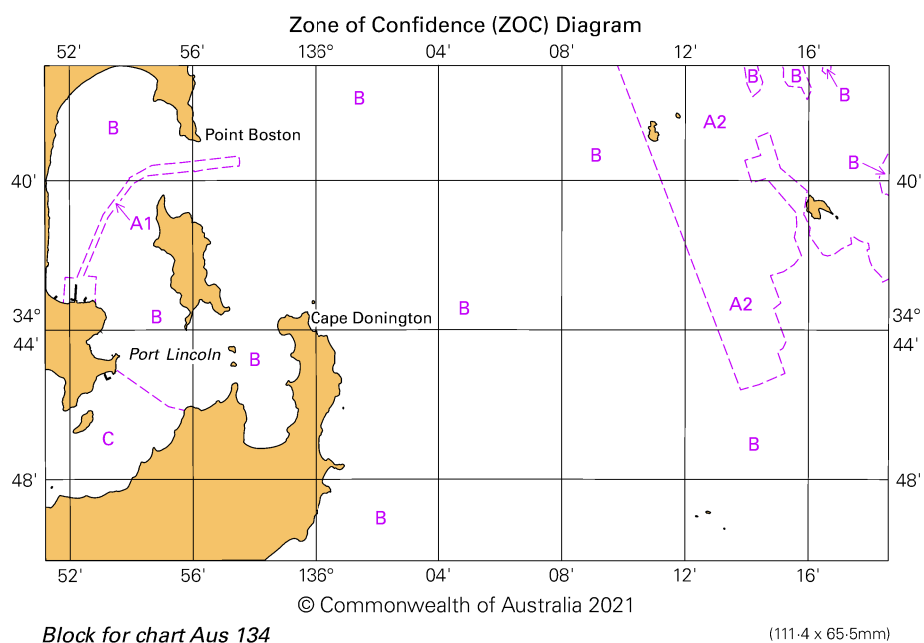 Zone of Confidence (ZOC) Diagram
52' 56' 136° 04' 08' 12' 16'
B B
B B
B
A2
B
Point Boston
B
B
40' 40'
A1
A2
B
B
34° Cape Donington 34°
44' 44'
Port Lincoln
B
C
B
48' 48'
B
52' 56' 136° 04' 08' 12' 16'
© Commonwealth of Australia 2021
Block for chart Aus 134
(111·4 x 65·5mm)